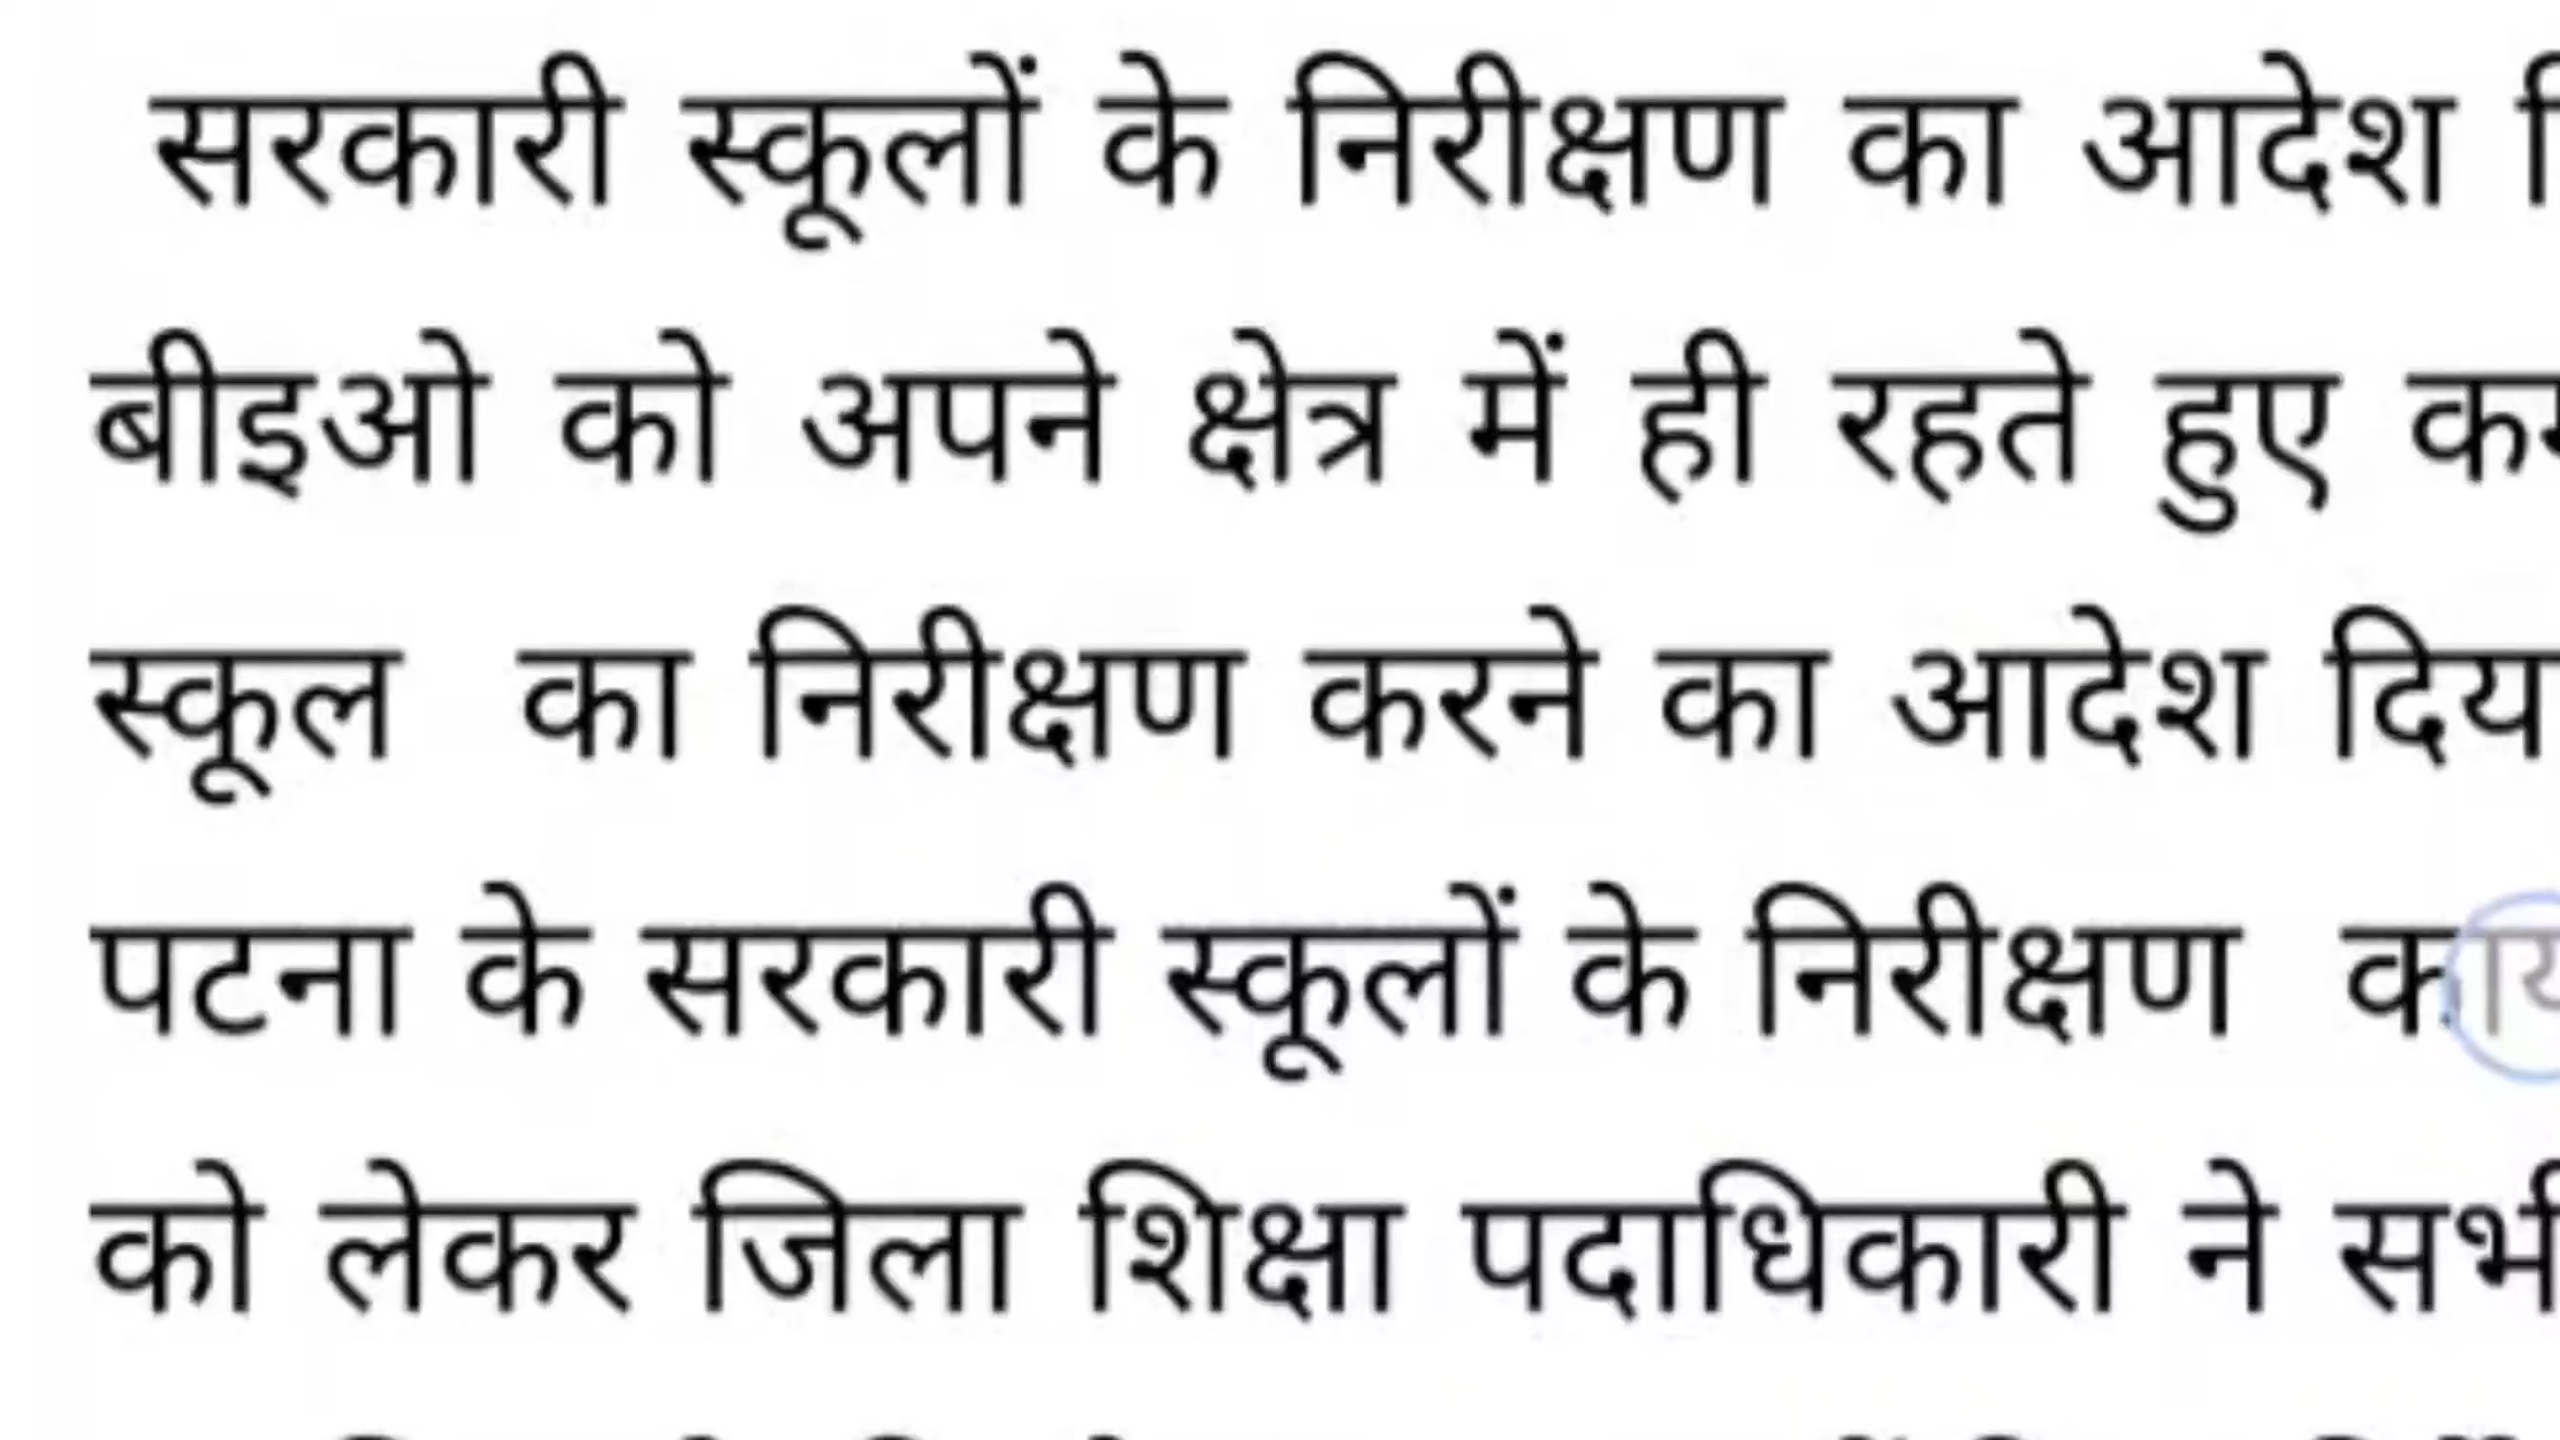 सरकारी स्कूलों के निरीक्षण का आदेश
बीइओ को अपने क्षेत्र में ही रहते हुए
स्कूल का निरीक्षण करने का आदेश
पटना के सरकारी स्कूलों के निरीक्षण
को लेकर जिला शिक्षा पदाधिकारी ने